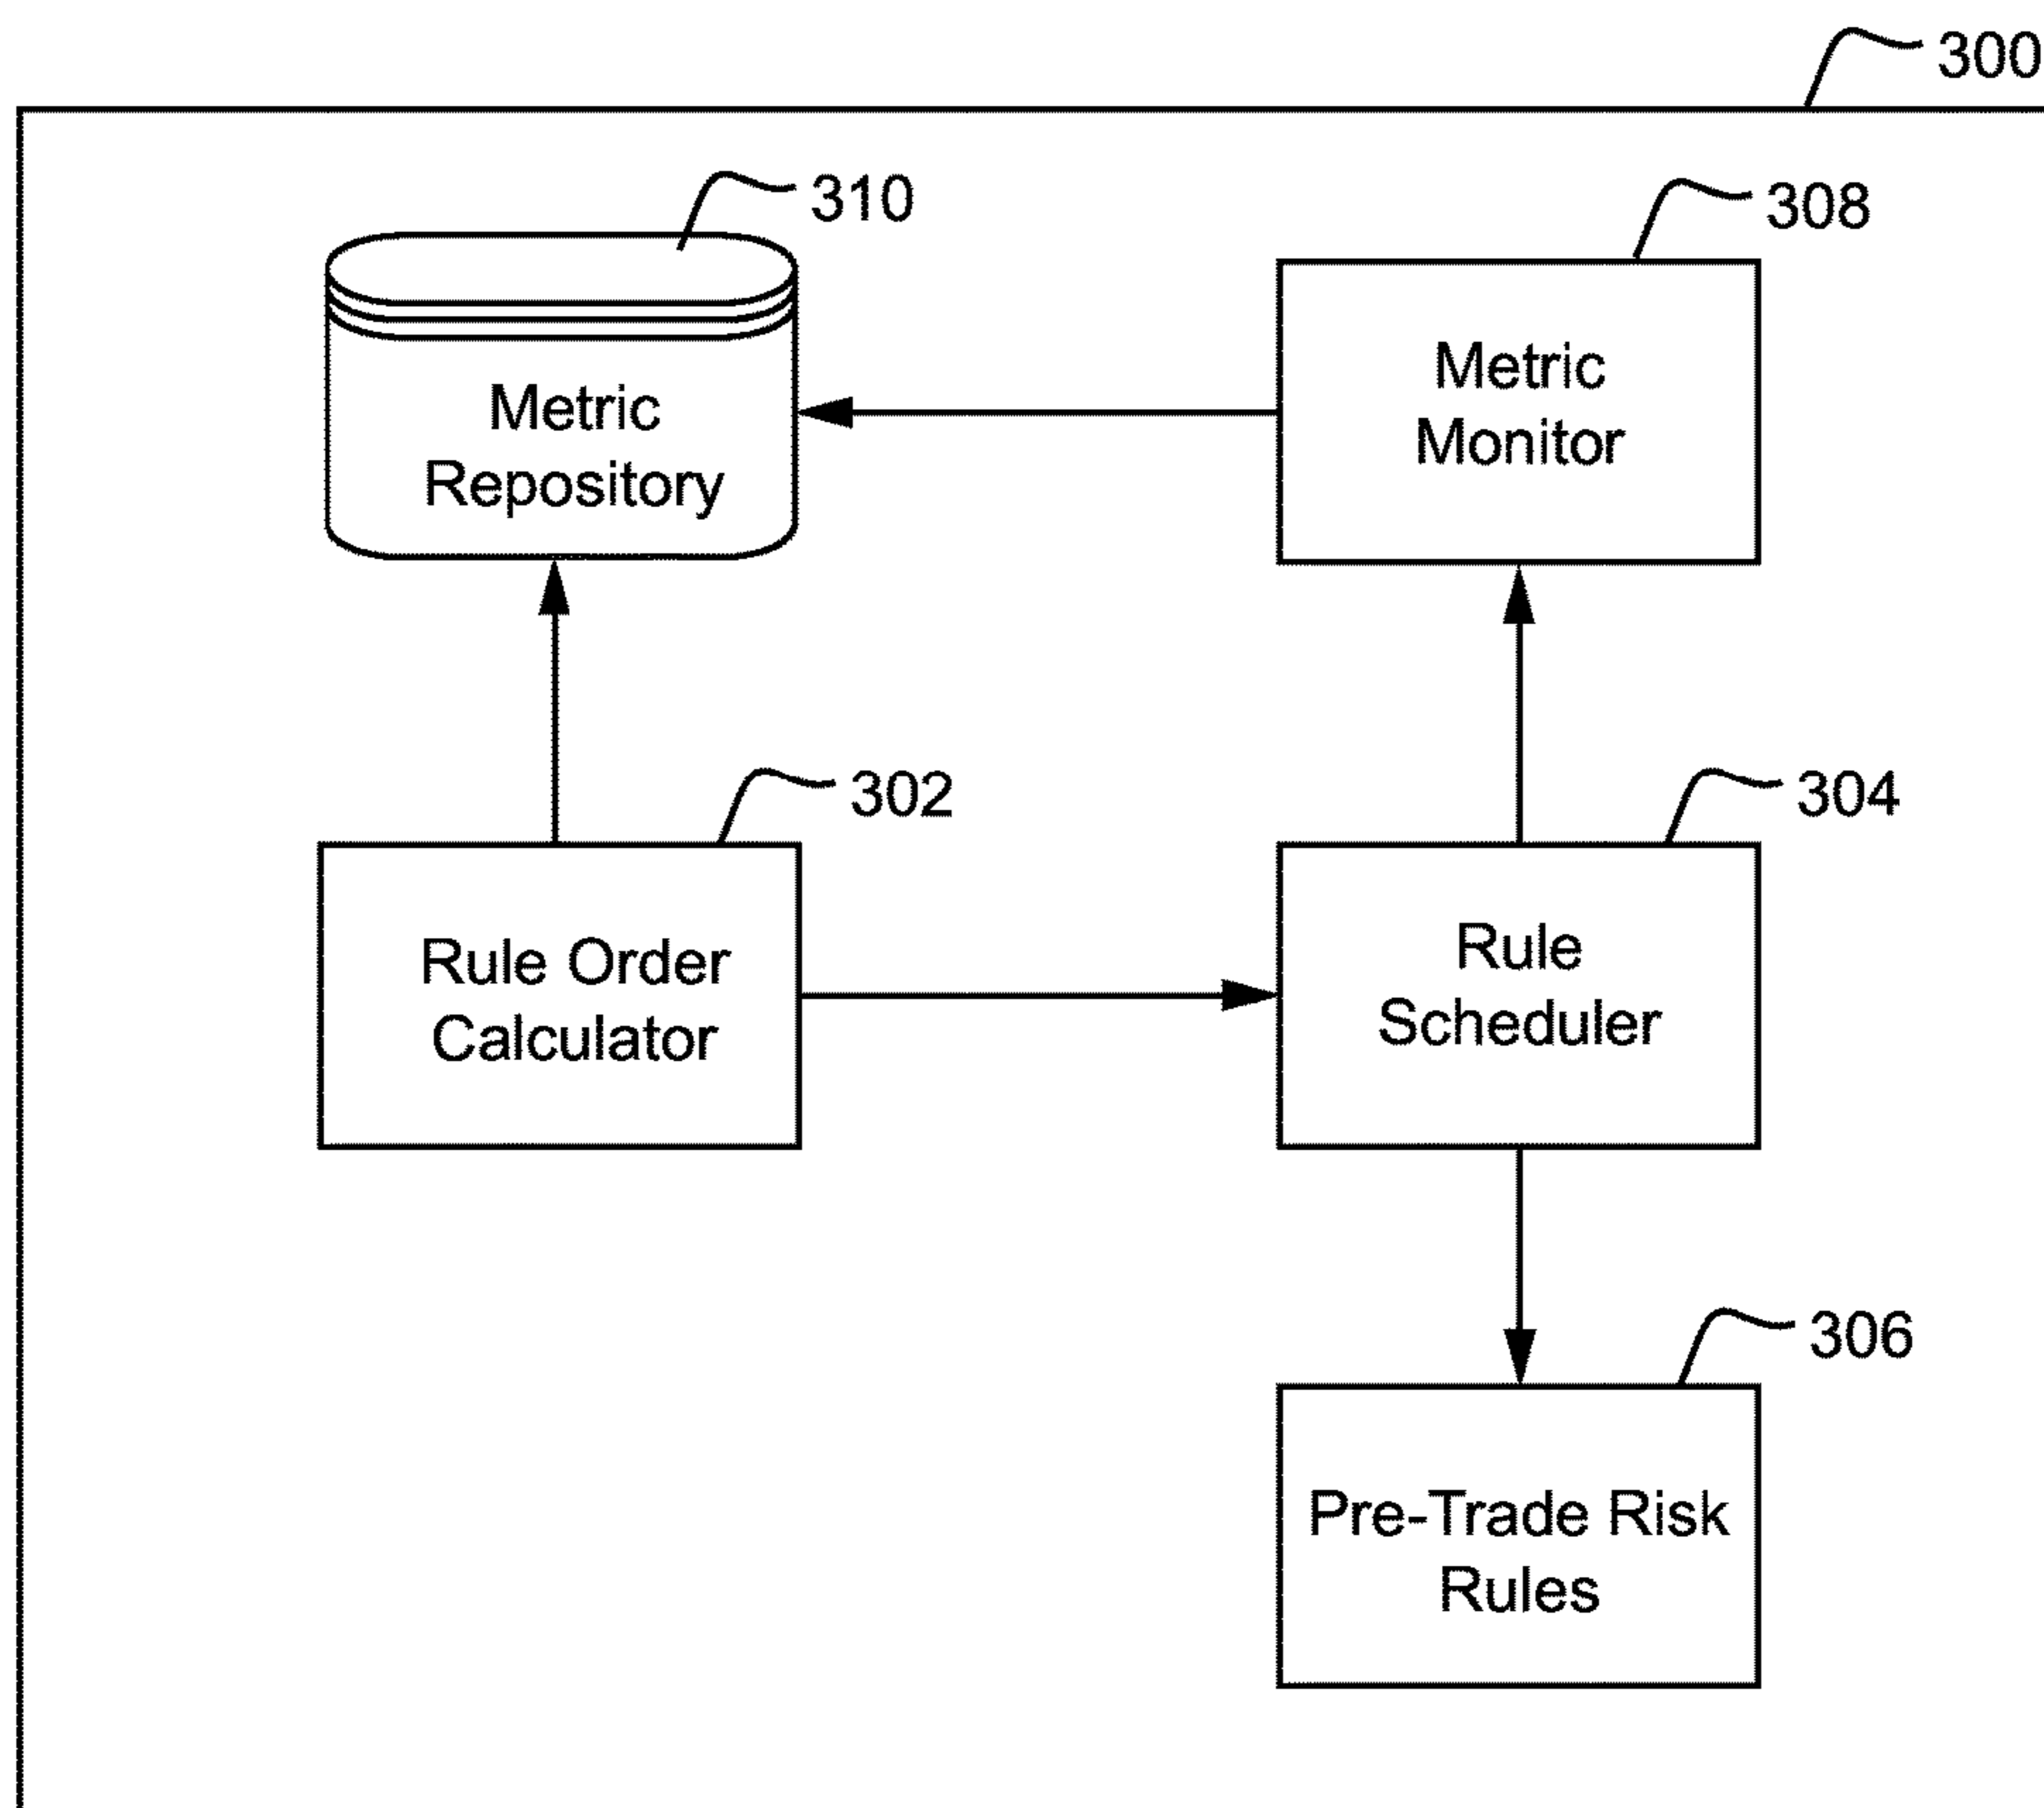 300
310
308
Metric
Repository
Metric
Monitor
302
304
Rule Order
Calculator
Rule
Scheduler
306
Pre-Trade Risk
Rules